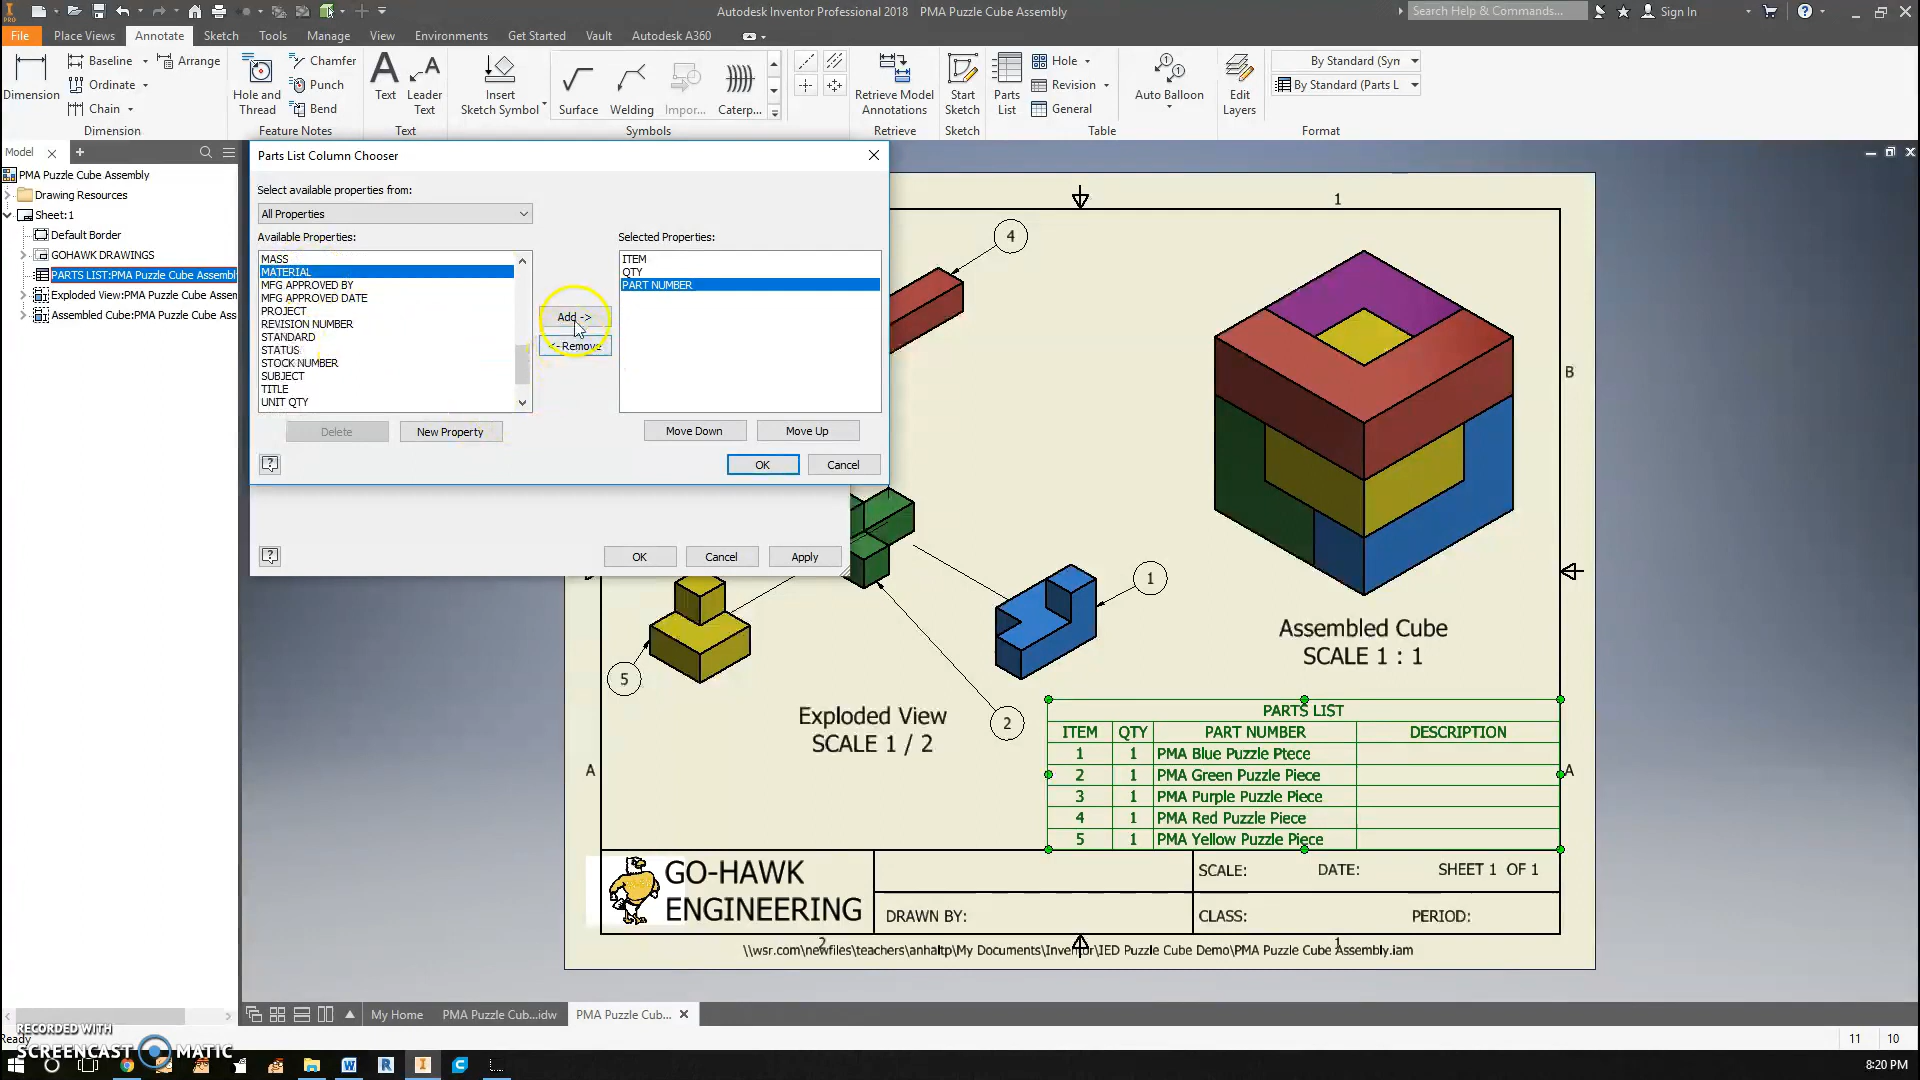 PRO
Autodesk Inventor Professional 2018 PMA Puzzle Cube Assembly
Search Help & Commands...
Sign In
File Place Views Annotate Sketch Tools Manage View Environments Get Started Vault Autodesk A360
Dimension
Baseline
Ordinate
Chain
Arrange
Dimension
Hole and Thread
Chamfer
Punch
Bend
Feature Notes
Text
Leader Text
Text
Insert Sketch Symbol
Surface
Welding
Impor...
Caterp...
Symbols
Retrieve Model Annotations
Retrieve
Start Sketch
Sketch
Parts List
Hole
Revision
General
Table
Auto Balloon
Edit Layers
By Standard (Syn
By Standard (Parts L
Format
Model
PMA Puzzle Cube Assembly
Drawing Resources
Sheet:1
Default Border
GOHAWK DRAWINGS
PARTS LIST:PMA Puzzle Cube Assembl
Exploded View:PMA Puzzle Cube Assen
Assembled Cube:PMA Puzzle Cube Ass
Parts List Column Chooser
Select available properties from:
All Properties
Available Properties:
MASS
MATERIAL
MFG APPROVED BY
MFG APPROVED DATE
PROJECT
REVISION NUMBER
STANDARD
STATUS
STOCK NUMBER
SUBJECT
TITLE
UNIT QTY
Add ->
<- Remove
Selected Properties:
ITEM
QTY
PART NUMBER
Delete
New Property
Move Down
Move Up
OK
Cancel
OK
Cancel
Apply
1
B
4
1
5
2
A
A
Exploded View
SCALE 1 / 2
Assembled Cube
SCALE 1 : 1
PARTS LIST
ITEM QTY PART NUMBER DESCRIPTION
1 1 PMA Blue Puzzle Ptece
2 1 PMA Green Puzzle Piece
3 1 PMA Purple Puzzle Piece
4 1 PMA Red Puzzle Piece
5 1 PMA Yellow Puzzle Piece
GO-HAWK
ENGINEERING
DRAWN BY:
SCALE: DATE: SHEET 1 OF 1
CLASS: PERIOD:
2
1
\\wsr.com\newfiles\teachers\anhaltp\My Documents\Inventor\IED Puzzle Cube Demo\PMA Puzzle Cube Assembly.iam
My Home
PMA Puzzle Cub...idw
PMA Puzzle Cub...
RECORDED WITH
SCREENCAST MATIC
Ready
11 10
8:20 PM